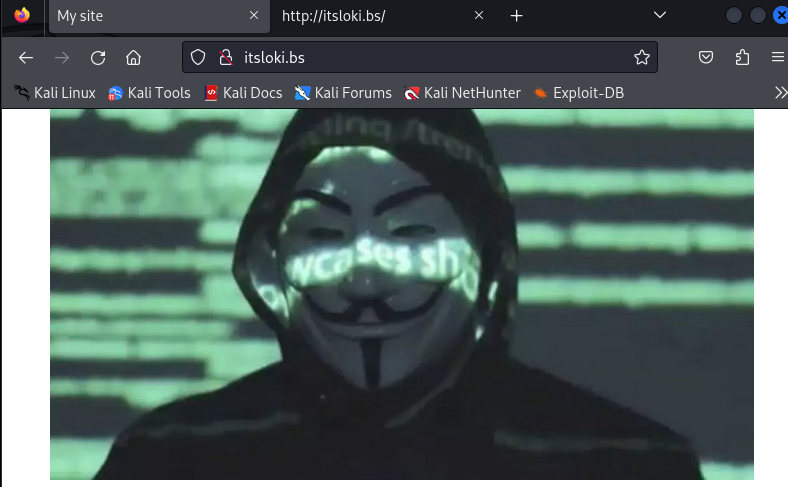 My site
http://itsloki.bs/
itsloki.bs
Kali Linux
Kali Tools
Kali Docs
Kali Forums
Kali NetHunter
Exploit-DB
wcases sh